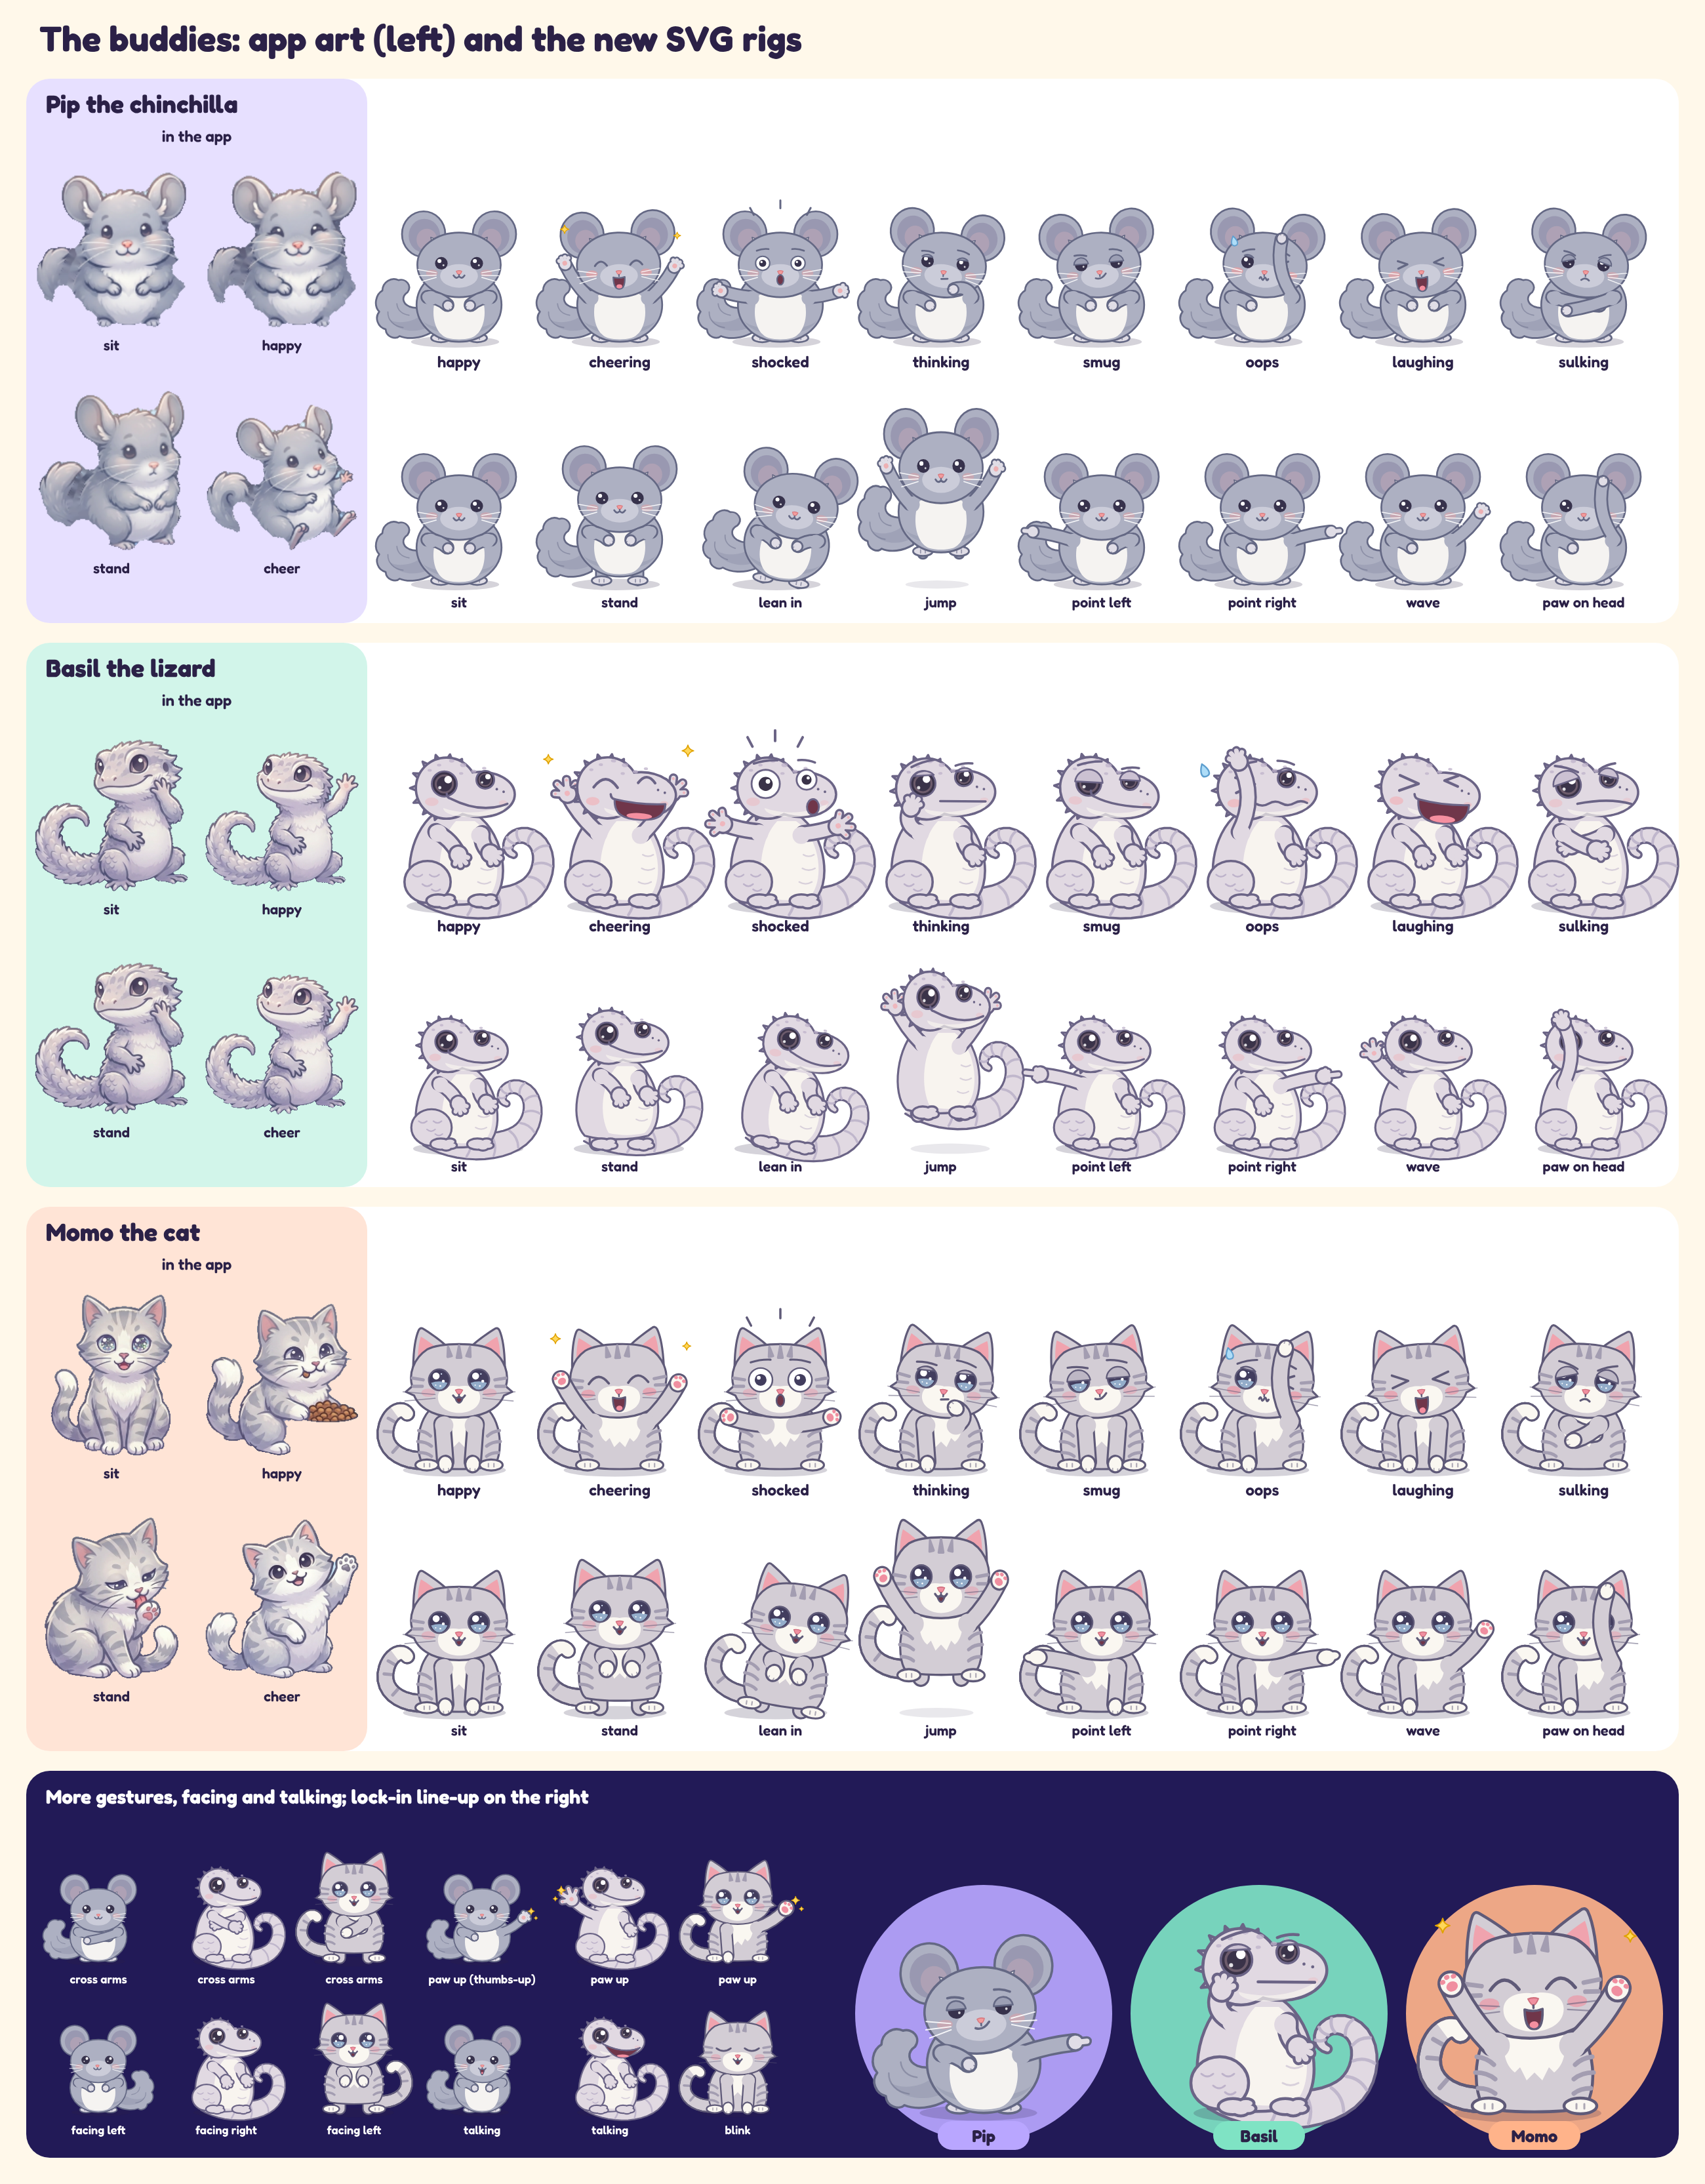 The buddies: app art (left) and the new SVG rigs
Pip the chinchilla
in the app
sit happy
stand cheer
happy cheering shocked thinking smug oops laughing sulking
sit stand lean in jump point left point right wave paw on head
Basil the lizard
in the app
sit happy
stand cheer
happy cheering shocked thinking smug oops laughing sulking
sit stand lean in jump point left point right wave paw on head
Momo the cat
in the app
sit happy
stand cheer
happy cheering shocked thinking smug oops laughing sulking
sit stand lean in jump point left point right wave paw on head
More gestures, facing and talking; lock-in line-up on the right
cross arms cross arms cross arms paw up (thumbs-up) paw up paw up
facing left facing right facing left talking talking blink
Pip Basil Momo